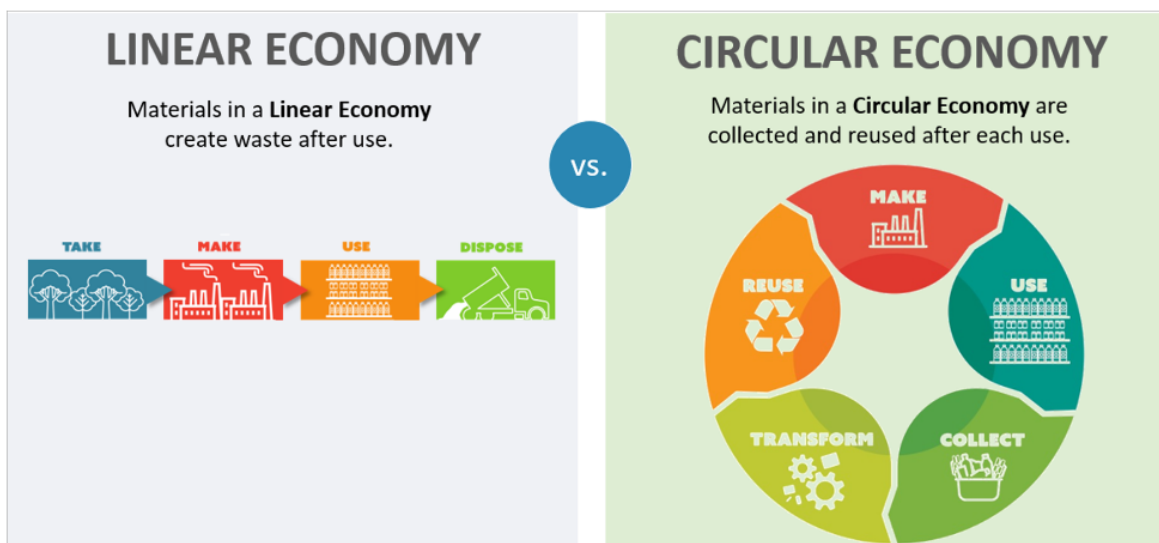 LINEAR ECONOMY
Materials in a Linear Economy
create waste after use.
TAKE
MAKE
USE
DISPOSE
vs.
CIRCULAR ECONOMY
Materials in a Circular Economy are
collected and reused after each use.
MAKE
USE
COLLECT
TRANSFORM
REUSE